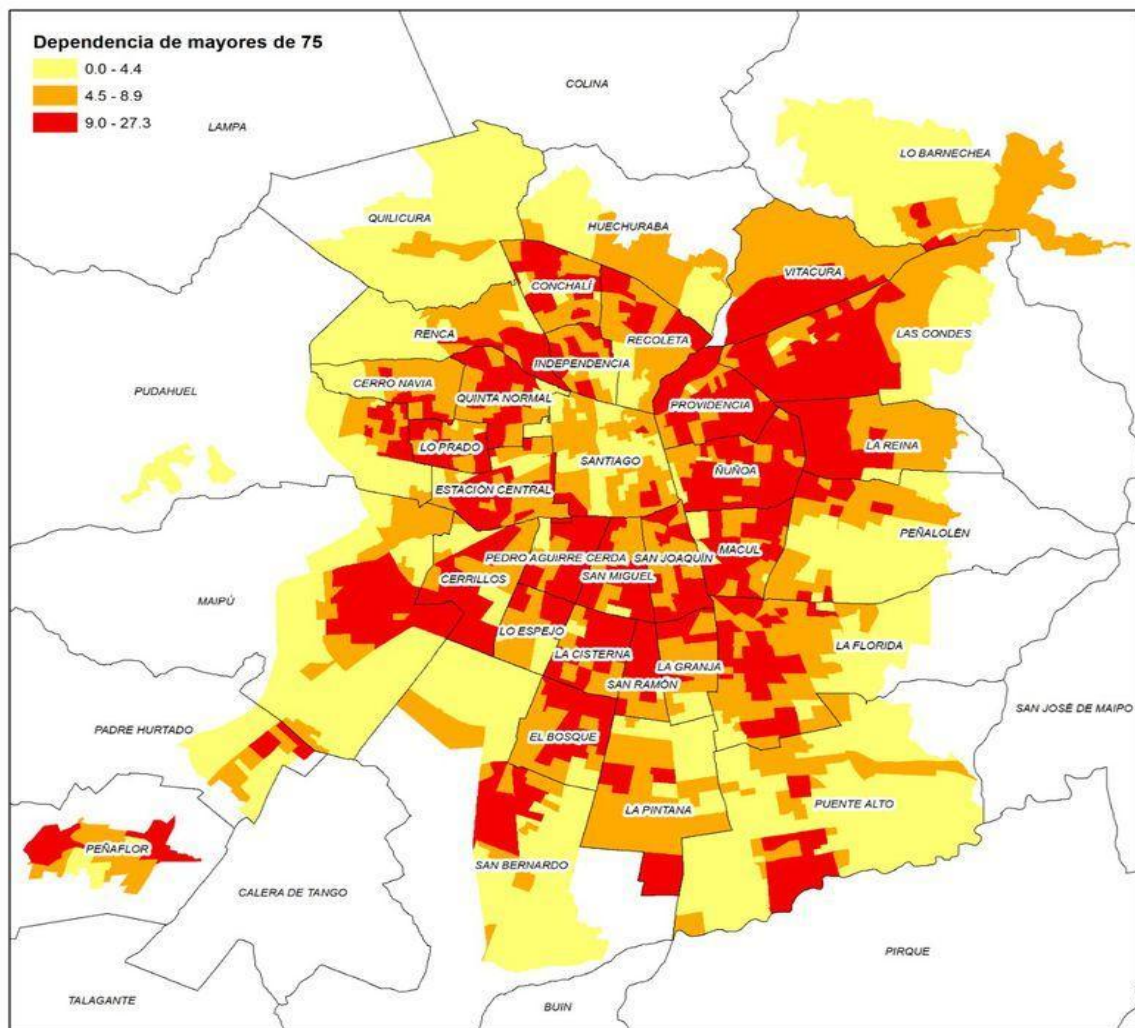 Dependencia de mayores de 75
0.0 - 4.4
4.5 - 8.9
9.0 - 27.3
COLINA
LAMPA
LO BARNECHEA
QUILICURA
HUECHURABA
VITACURA
CONCHALÍ
RENCA
RECOLETA
LAS CONDES
INDEPENDENCIA
CERRO NAVIA
PUDAHUEL
QUINTA NORMAL
PROVIDENCIA
LO PRADO
LA REINA
SANTIAGO
ÑUÑOA
ESTACIÓN CENTRAL
PEÑALOLÉN
PEDRO AGUIRRE CERDA
SAN JOAQUÍN
MACUL
CERRILLOS
SAN MIGUEL
MAIPÚ
LO ESPEJO
LA FLORIDA
LA CISTERNA
LA GRANJA
SAN RAMÓN
SAN JOSÉ DE MAIPO
PADRE HURTADO
EL BOSQUE
PUENTE ALTO
LA PINTANA
PEÑAFLOR
SAN BERNARDO
CALERA DE TANGO
PIRQUE
TALAGANTE
BUIN